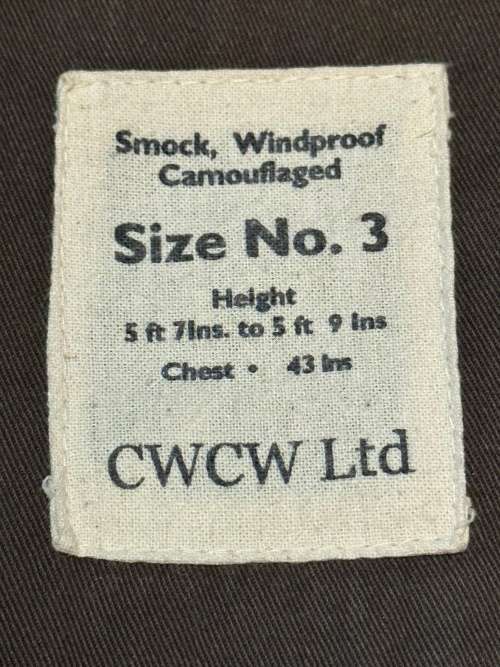 Smock, Windproof
Camouflaged
Size No. 3
Height
5 ft 7Ins. to 5 ft 9 Ins
Chest • 43 Ins
CWCW Ltd